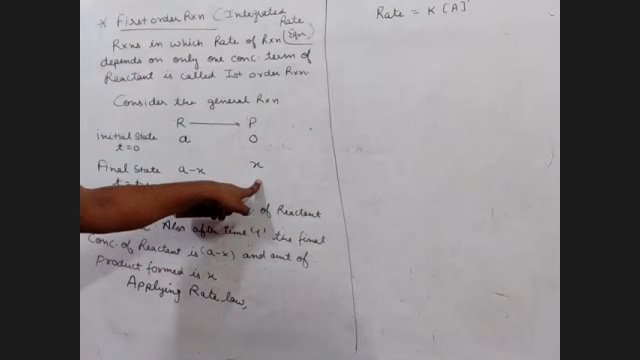 * First order Rxn (Integrated
Rate
Eqn.)
Rxns in which Rate of Rxn
depends on only one conc. term of
Reactant is called Ist order Rxn.
Consider the general Rxn
R ⟶ P
initial State a 0
t=0
Final State a-x x
of Reactant
Also after time 't' the final
Conc. of Reactant is (a-x) and amt of
product formed is x
Applying Rate law,
Rate = K [A]'